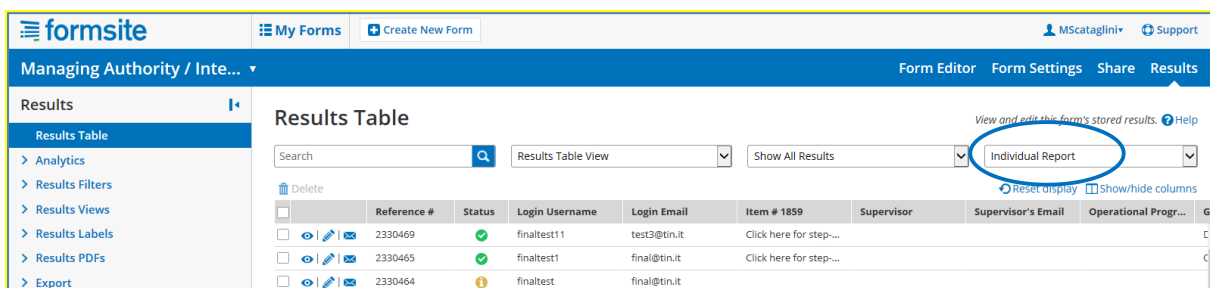 formsite My Forms Create New Form MScataglini Support
Managing Authority / Inte... Form Editor Form Settings Share Results
Results
Results Table
View and edit this form's stored results. Help
Results Table
Search Results Table View Show All Results Individual Report
Analytics
Results Filters
Delete Reset display Show/hide columns
Results Views
Reference # Status Login Username Login Email Item # 1859 Supervisor Supervisor's Email Operational Progr... G
Results Labels
2330469 finaltest11 test3@tin.it Click here for step-...
Results PDFs
2330465 finaltest1 final@tin.it Click here for step-...
Export
2330464 finaltest final@tin.it